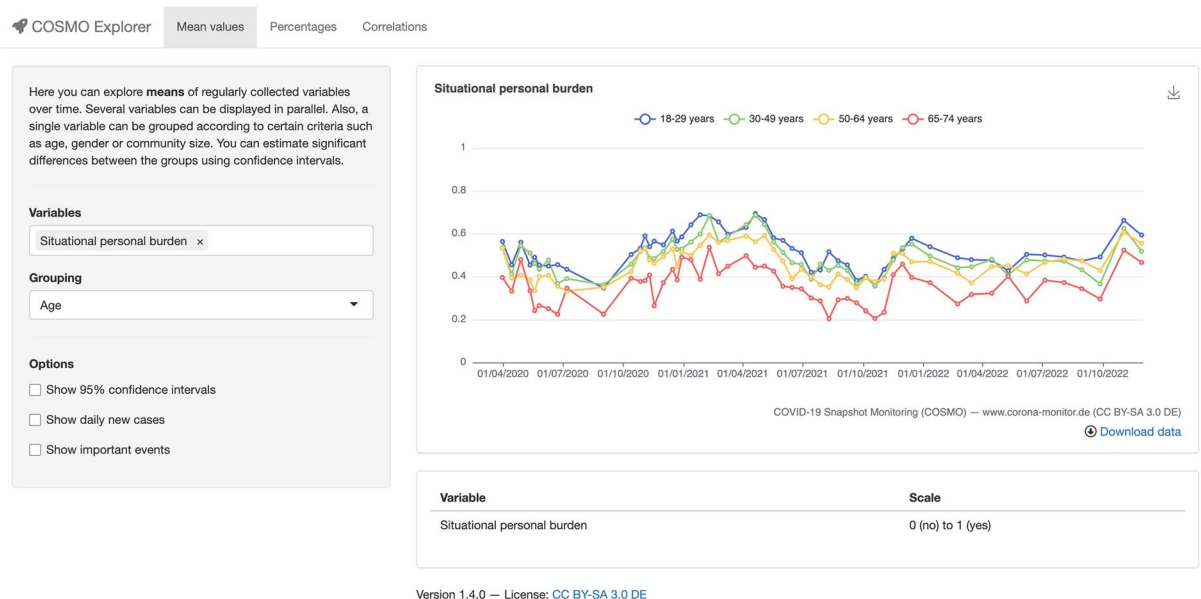 COSMO Explorer Mean values Percentages Correlations
Here you can explore means of regularly collected variables
over time. Several variables can be displayed in parallel. Also, a
single variable can be grouped according to certain criteria such
as age, gender or community size. You can estimate significant
differences between the groups using confidence intervals.
Variables
Situational personal burden ×
Grouping
Age
Options
Show 95% confidence intervals
Show daily new cases
Show important events
Situational personal burden
18-29 years 30-49 years 50-64 years 65-74 years
1
0.8
0.6
0.4
0.2
0
01/04/2020 01/07/2020 01/10/2020 01/01/2021 01/04/2021 01/07/2021 01/10/2021 01/01/2022 01/04/2022 01/07/2022 01/10/2022
COVID-19 Snapshot Monitoring (COSMO) — www.corona-monitor.de (CC BY-SA 3.0 DE)
Download data
Variable Scale
Situational personal burden 0 (no) to 1 (yes)
Version 1.4.0 — License: CC BY-SA 3.0 DE